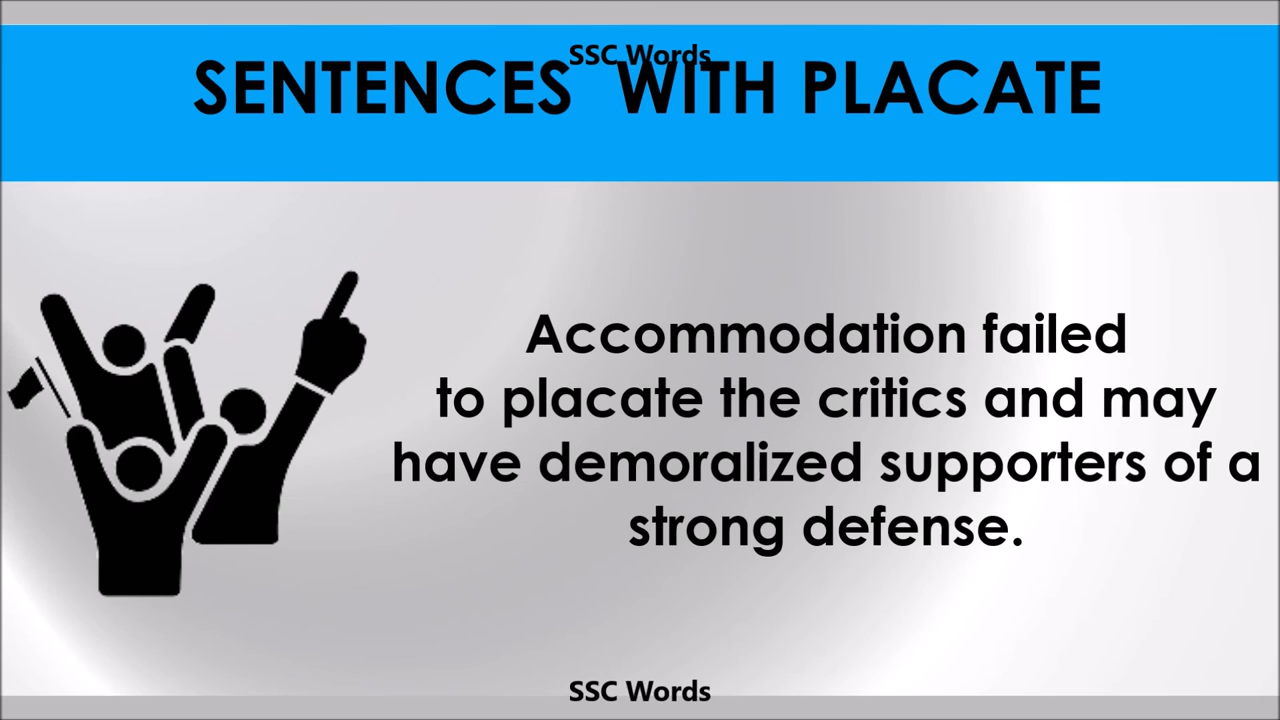 SSC Words
SENTENCES WITH PLACATE
Accommodation failed
to placate the critics and may
have demoralized supporters of a
strong defense.
SSC Words